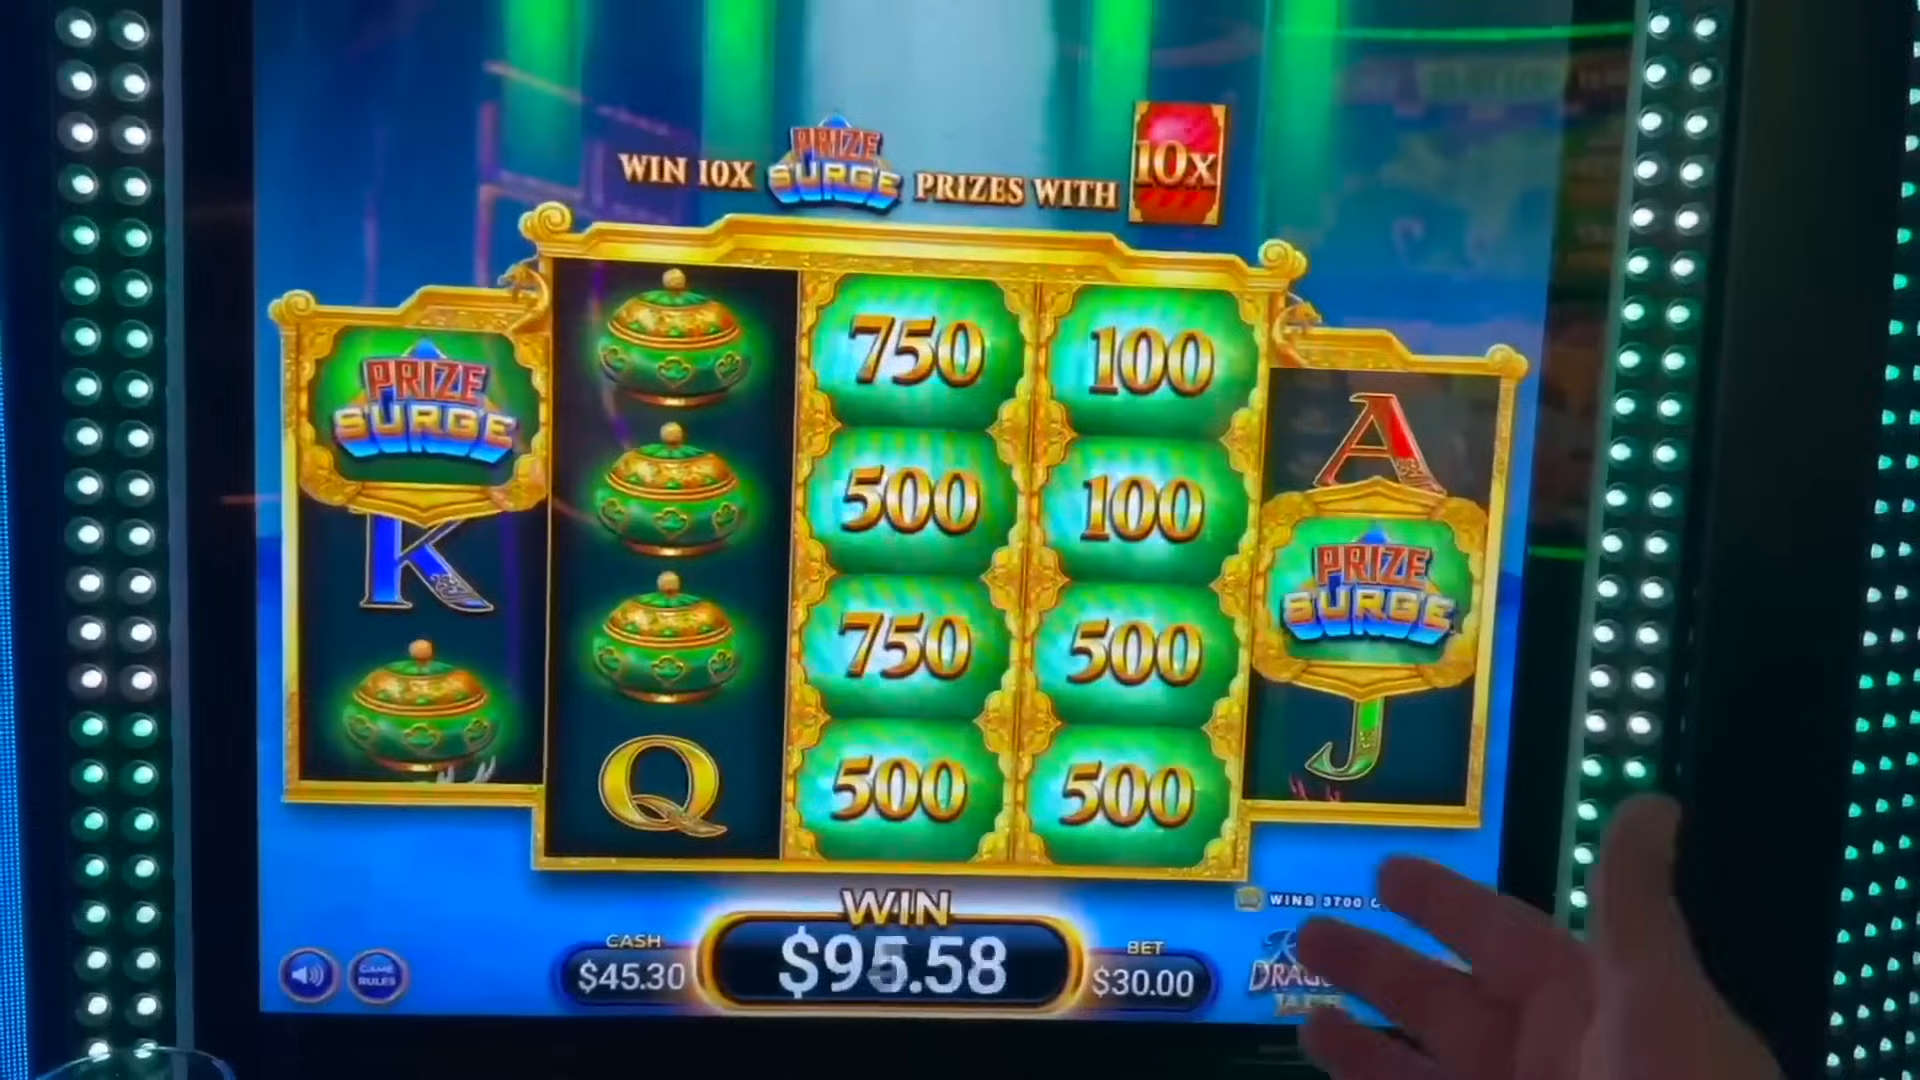 WIN 10X PRIZE SURGE PRIZES WITH 10X
PRIZE SURGE
K
Q
750
500
750
500
100
100
500
500
A
PRIZE SURGE
J
WINS 3700
WIN
CASH
$45.30
$95.58
BET
$30.00
GAME RULES